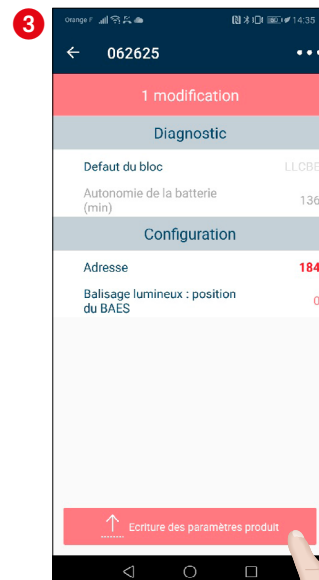 3
Orange F 14:35
062625
1 modification
Diagnostic
Defaut du bloc LLCBE
Autonomie de la batterie
(min) 136
Configuration
Adresse 184
Balisage lumineux : position
du BAES 0
Ecriture des paramètres produit